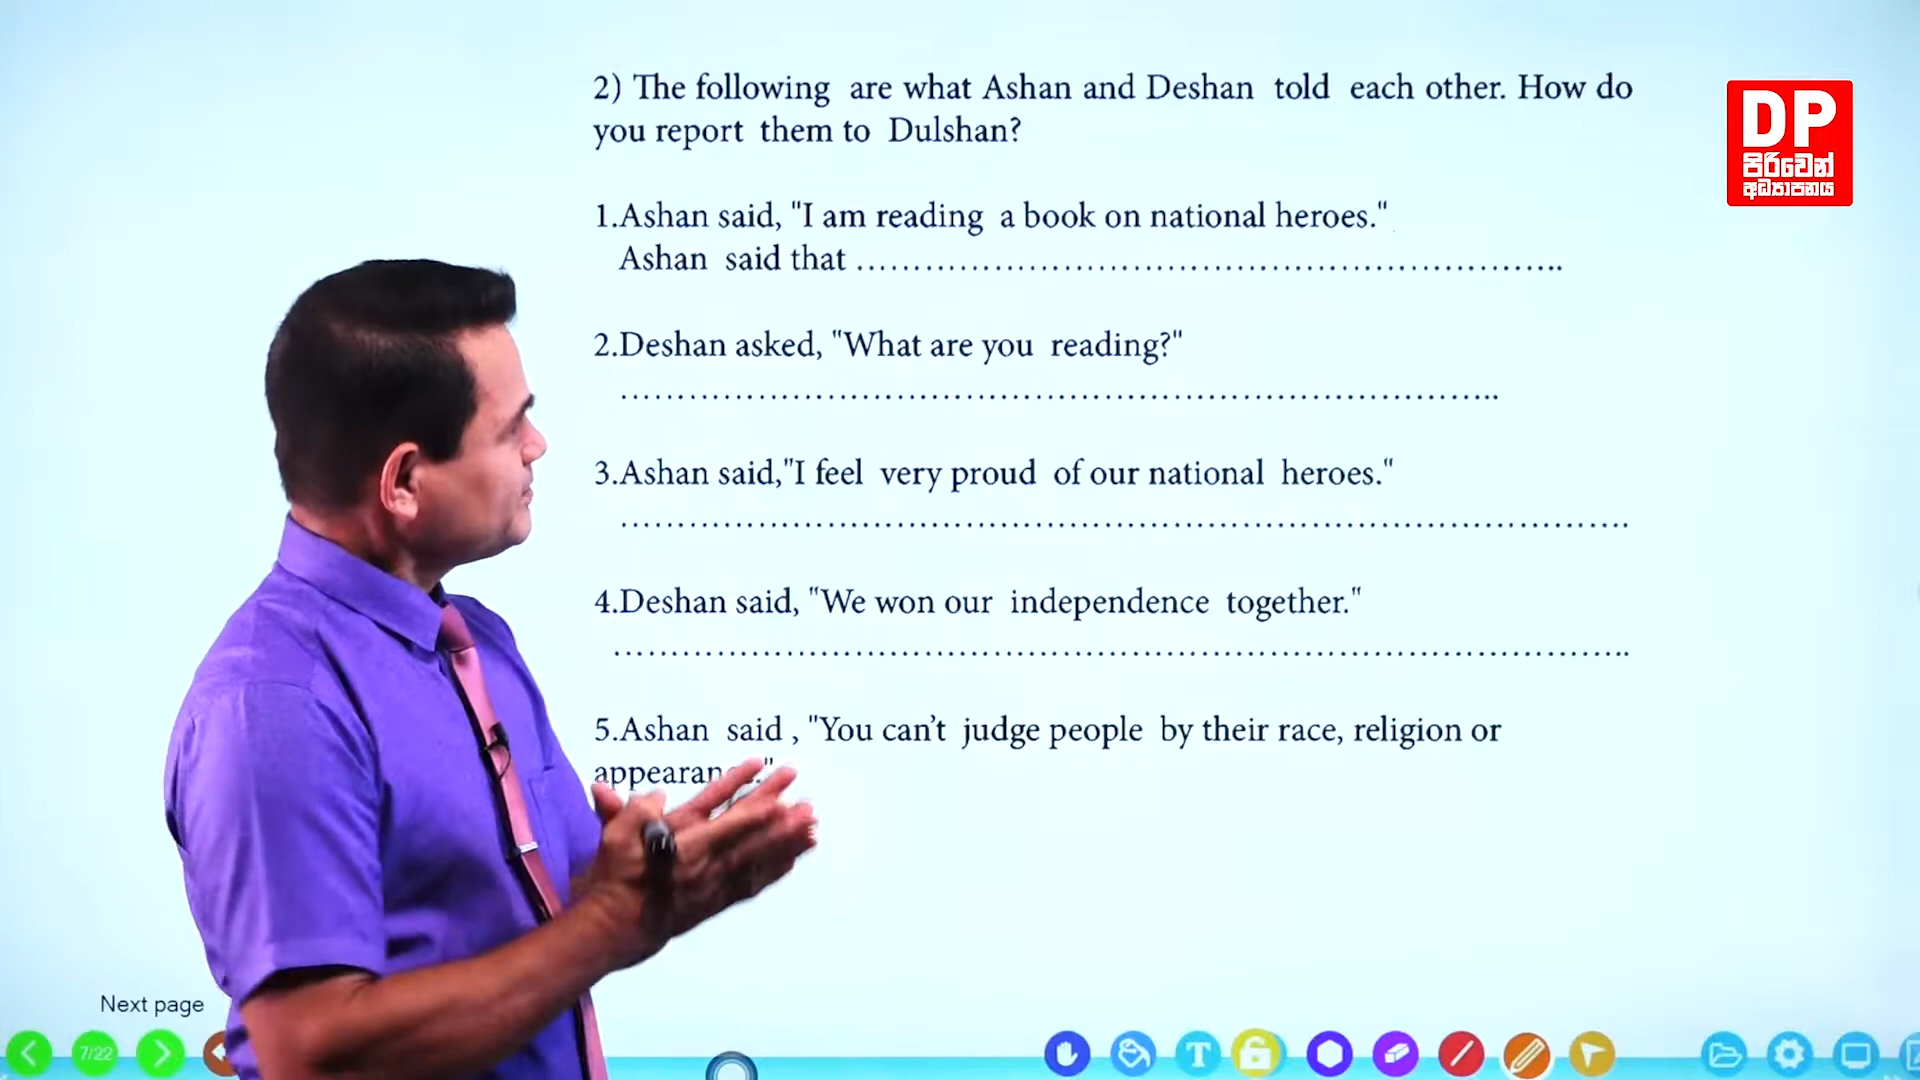 2) The following are what Ashan and Deshan told each other. How do
you report them to Dulshan?
DP
පිරිවෙන්
අධ්‍යාපනය
1.Ashan said, "I am reading a book on national heroes."
Ashan said that ……………………………………………………………..
2.Deshan asked, "What are you reading?"
……………………………………………………………………………..
3.Ashan said,"I feel very proud of our national heroes."
…………………………………………………………………………………………….
4.Deshan said, "We won our independence together."
……………………………………………………………………………………………..
5.Ashan said , "You can’t judge people by their race, religion or
Next page
7/22
T